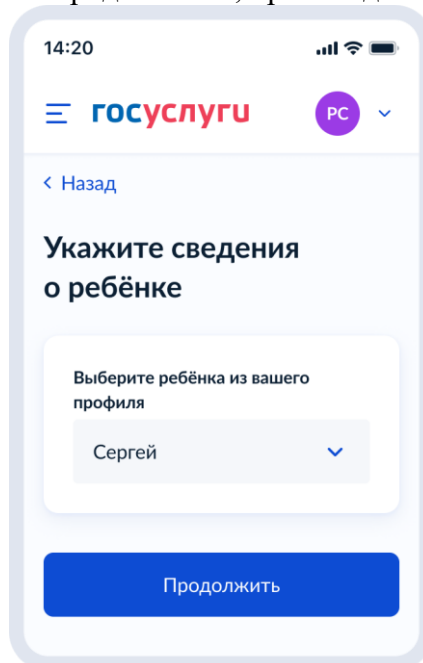 14:20
госуслуги
РС
Назад
Укажите сведения
о ребёнке
Выберите ребёнка из вашего
профиля
Сергей
Продолжить